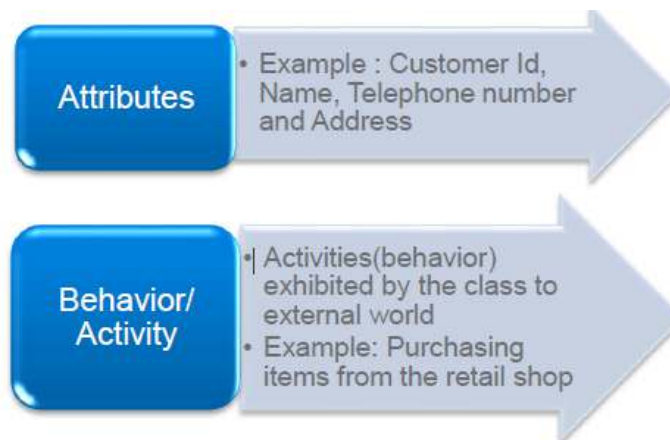 Attributes
• Example : Customer Id,
Name, Telephone number
and Address
Behavior/
Activity
• Activities(behavior)
exhibited by the class to
external world
• Example: Purchasing
items from the retail shop